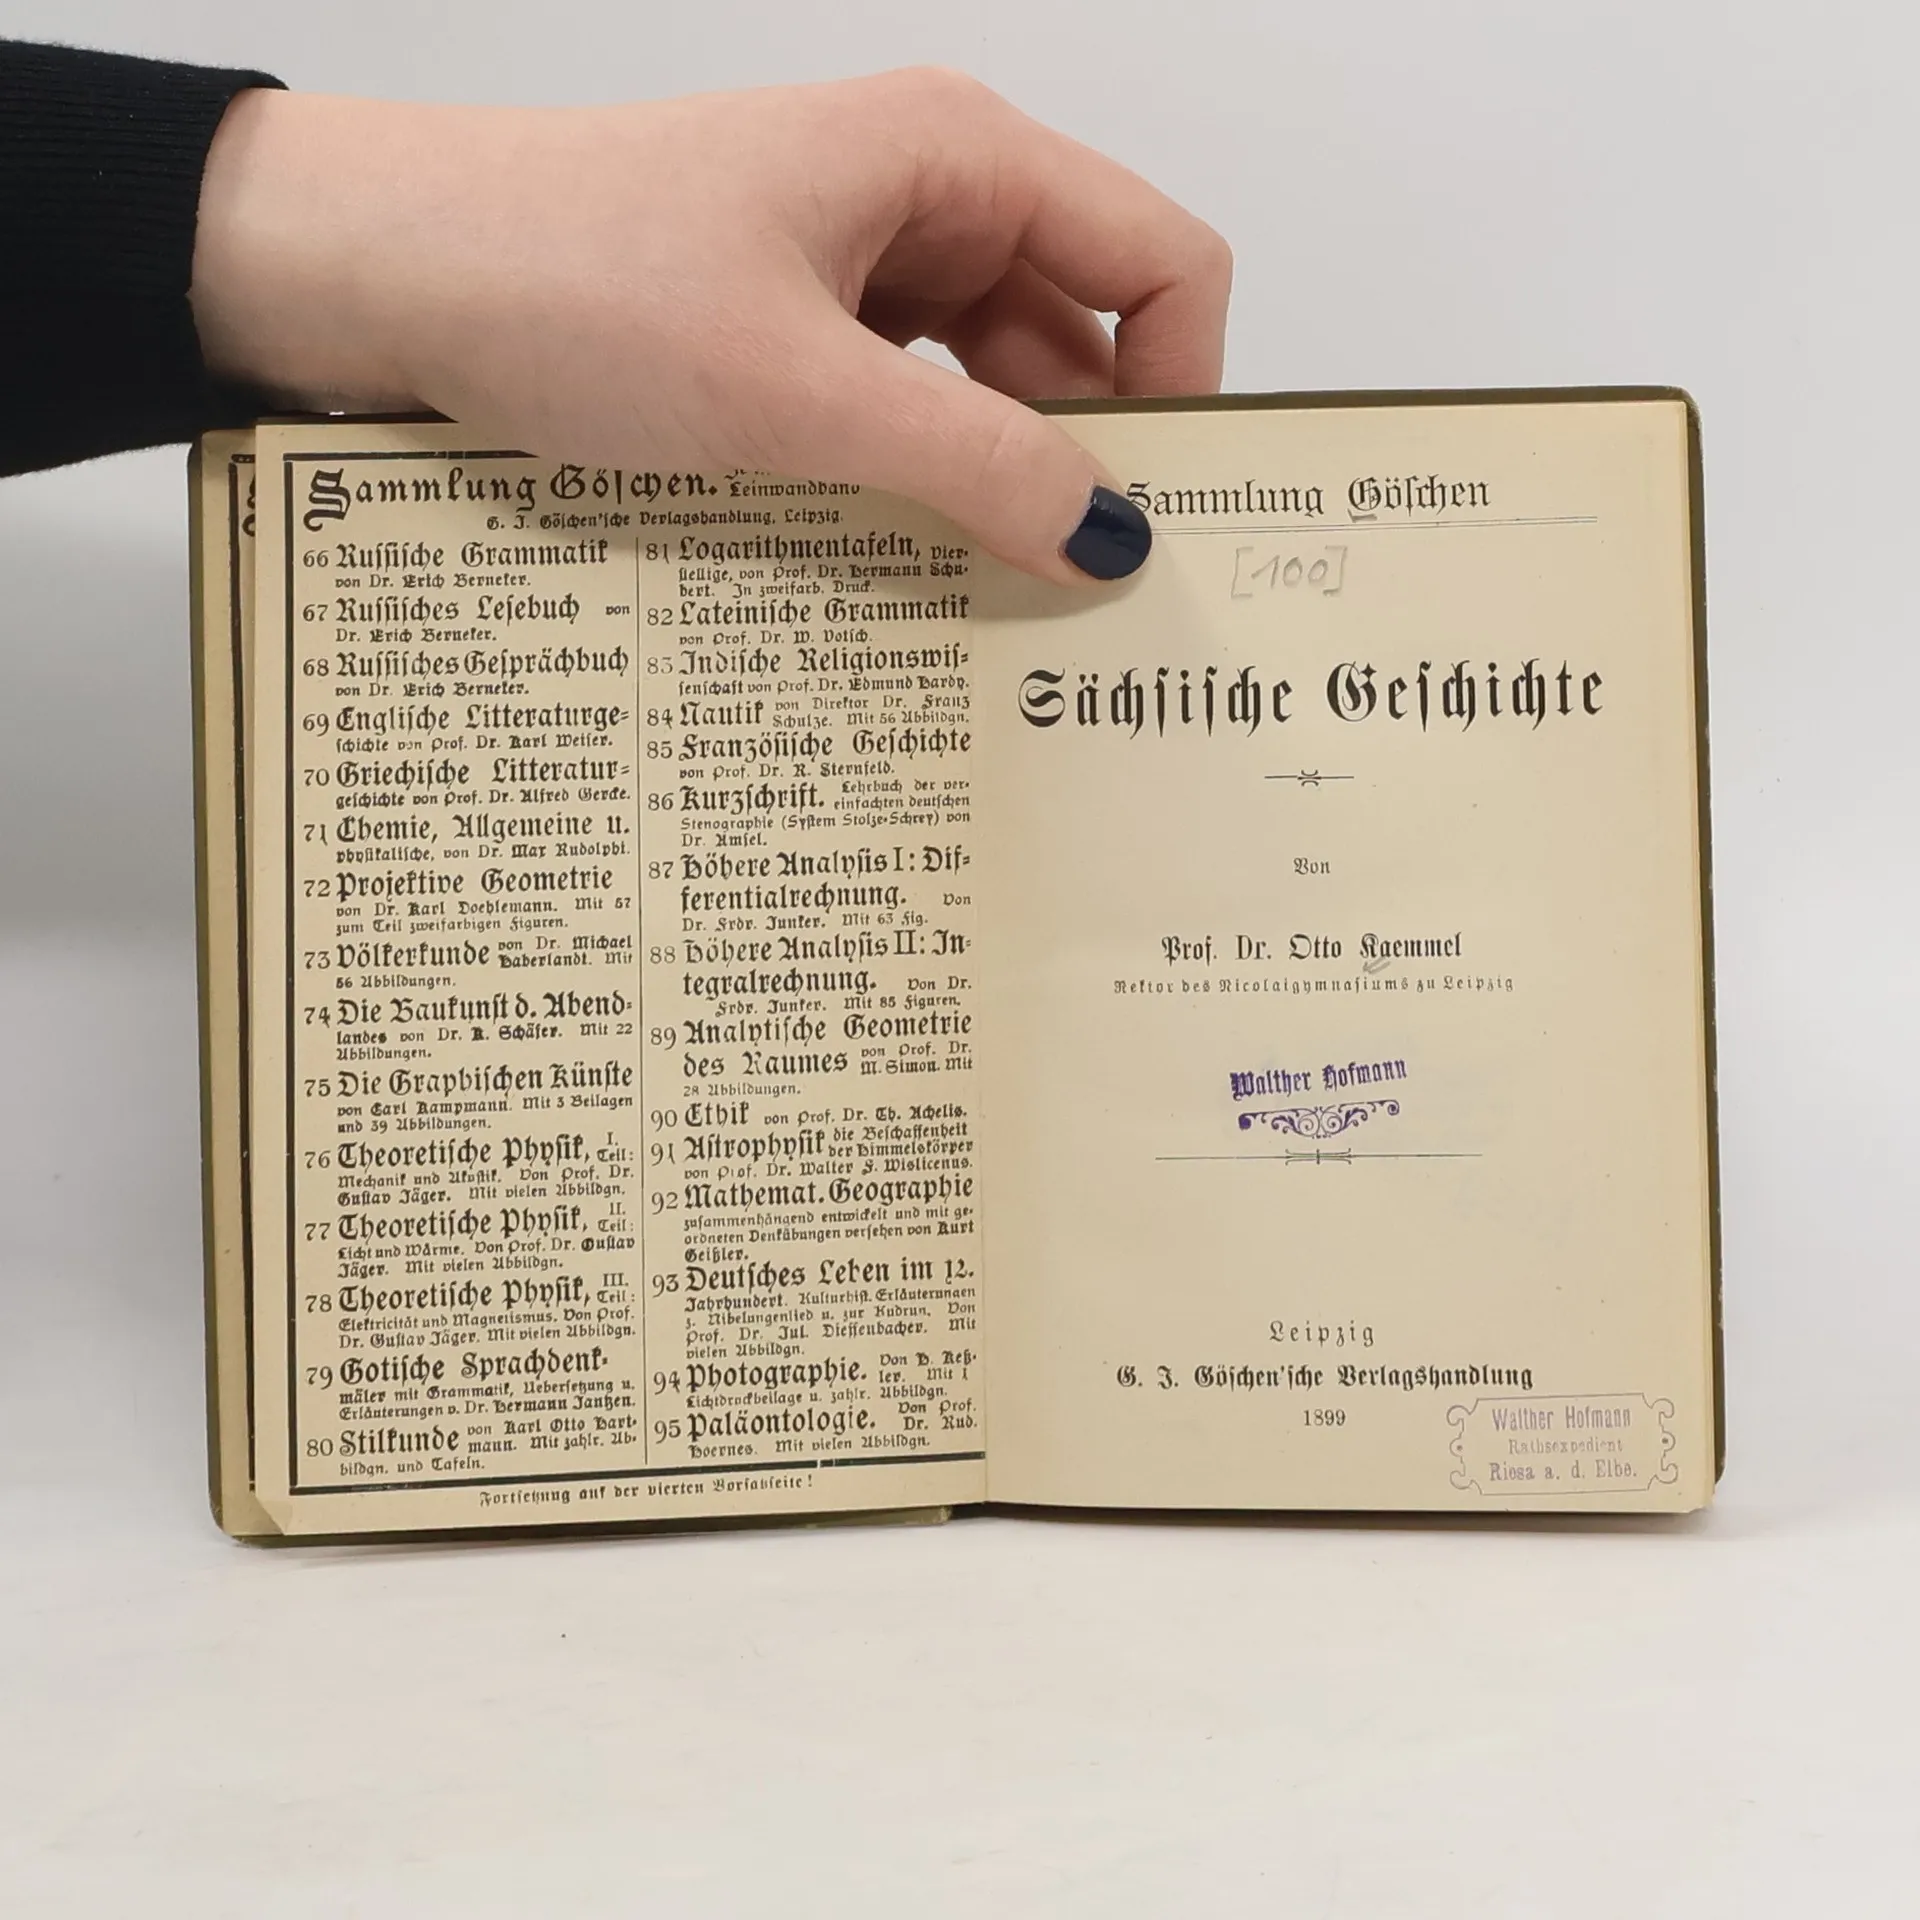 Sammlung Göschen. Leinwandband
G. J. Göschen'sche Verlagshandlung, Leipzig.
66 Russische Grammatik
von Dr. Erich Berneker.
67 Russisches Lesebuch von
Dr. Erich Berneker.
68 Russisches Gesprächbuch
von Dr. Erich Berneker.
69 Englische Litteraturge=
schichte von Prof. Dr. Karl Weiser.
70 Griechische Litteratur=
geschichte von Prof. Dr. Alfred Gercke.
71 Chemie, Allgemeine u.
physikalische, von Dr. Max Rudolphi.
72 Projektive Geometrie
von Dr. Karl Doehlemann. Mit 57
zum Teil zweifarbigen Figuren.
73 Völkerkunde von Dr. Michael
Haberlandt. Mit
56 Abbildungen.
74 Die Baukunst d. Abend=
landes von Dr. K. Schäfer. Mit 22
Abbildungen.
75 Die Graphischen Künste
von Carl Kampmann. Mit 3 Beilagen
und 39 Abbildungen.
76 Theoretische Physik, I. Teil:
Mechanik und Akustik. Von Prof. Dr.
Gustav Jäger. Mit vielen Abbildgn.
77 Theoretische Physik, II. Teil:
Licht und Wärme. Von Prof. Dr. Gustav
Jäger. Mit vielen Abbildgn.
78 Theoretische Physik, III. Teil:
Elektricität und Magnetismus. Von Prof.
Dr. Gustav Jäger. Mit vielen Abbildgn.
79 Gotische Sprachdenk=
mäler mit Grammatik, Uebersetzung u.
Erläuterungen v. Dr. Hermann Jantzen.
80 Stilkunde von Karl Otto Hart=
mann. Mit zahlr. Ab=
bildgn. und Tafeln.
81 Logarithmentafeln, Vier=
stellige, von Prof. Dr. Hermann Schu=
bert. In zweifarb. Druck.
82 Lateinische Grammatik
von Prof. Dr. W. Votsch.
83 Indische Religionswis=
senschaft von Prof. Dr. Edmund Hardy.
84 Nautik von Direktor Dr. Franz
Schulze. Mit 56 Abbildgn.
85 Französische Geschichte
von Prof. Dr. R. Sternfeld.
86 Kurzschrift. Lehrbuch der ver=
einfachten deutschen
Stenographie (System Stolze=Schrey) von
Dr. Amsel.
87 Höhere Analysis I: Dif=
ferentialrechnung. Von
Dr. Frdr. Junker. Mit 63 Fig.
88 Höhere Analysis II: In=
tegralrechnung. Von Dr.
Frdr. Junker. Mit 85 Figuren.
89 Analytische Geometrie
des Raumes von Prof. Dr.
M. Simon. Mit
28 Abbildungen.
90 Ethik von Prof. Dr. Th. Achelis.
91 Astrophysik die Beschaffenheit
der Himmelskörper
von Prof. Dr. Walter F. Wislicenus.
92 Mathemat. Geographie
zusammenhängend entwickelt und mit ge=
ordneten Denkübungen versehen von Kurt
Geißler.
93 Deutsches Leben im 12.
Jahrhundert. Kulturhist. Erläuterungen
z. Nibelungenlied u. zur Kudrun. Von
Prof. Dr. Jul. Dieffenbacher. Mit
vielen Abbildgn.
94 Photographie. Von H. Keß=
ler. Mit 1
Lichtdruckbeilage u. zahlr. Abbildgn.
95 Paläontologie. Von Prof.
Dr. Rud.
Hoernes. Mit vielen Abbildgn.
Fortsetzung auf der vierten Vorsatzseite!
Sammlung Göschen
[100]
Sächsische Geschichte
Von
Prof. Dr. Otto Kaemmel
Rektor des Nicolaigymnasiums zu Leipzig
Walther Hofmann
Leipzig
G. J. Göschen'sche Verlagshandlung
1899
Walther Hofmann
Rathsexpedient
Riesa a. d. Elbe.